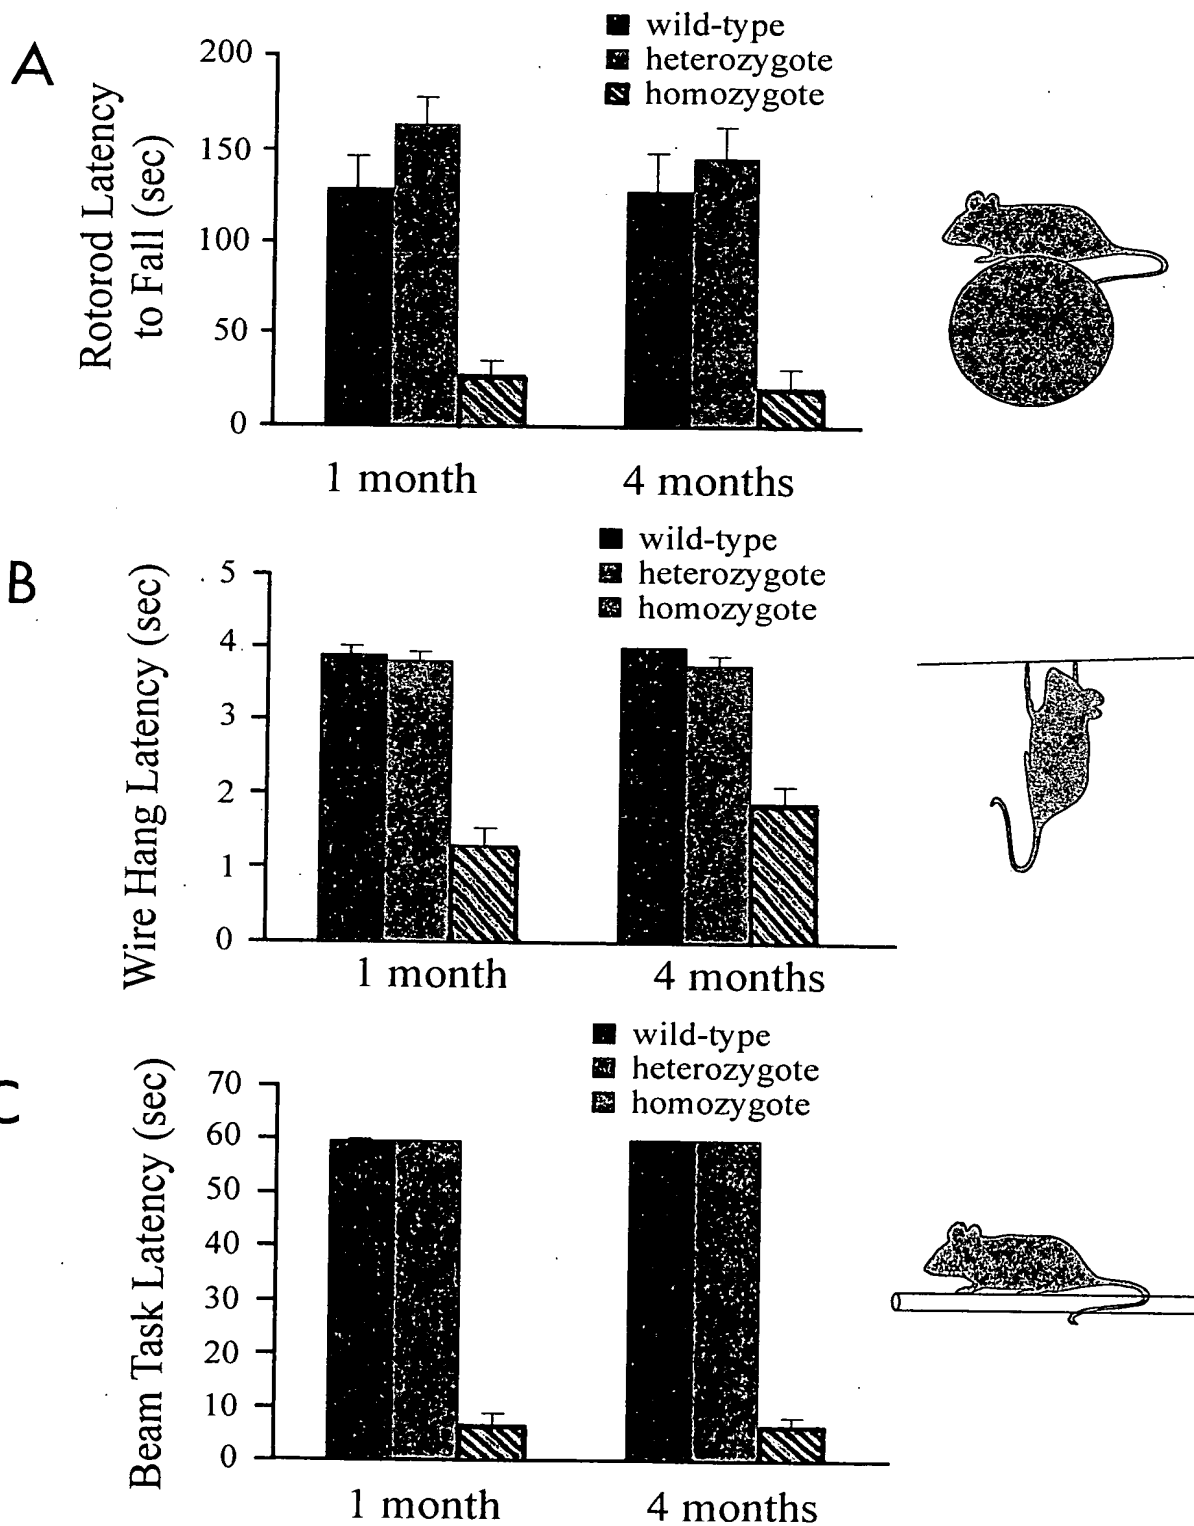 A
wild-type
heterozygote
homozygote
Rotorod Latency
to Fall (sec)
200
150
100
50
0
1 month
4 months
B
wild-type
heterozygote
homozygote
Wire Hang Latency (sec)
5
4
3
2
1
0
1 month
4 months
C
wild-type
heterozygote
homozygote
Beam Task Latency (sec)
70
60
50
40
30
20
10
0
1 month
4 months